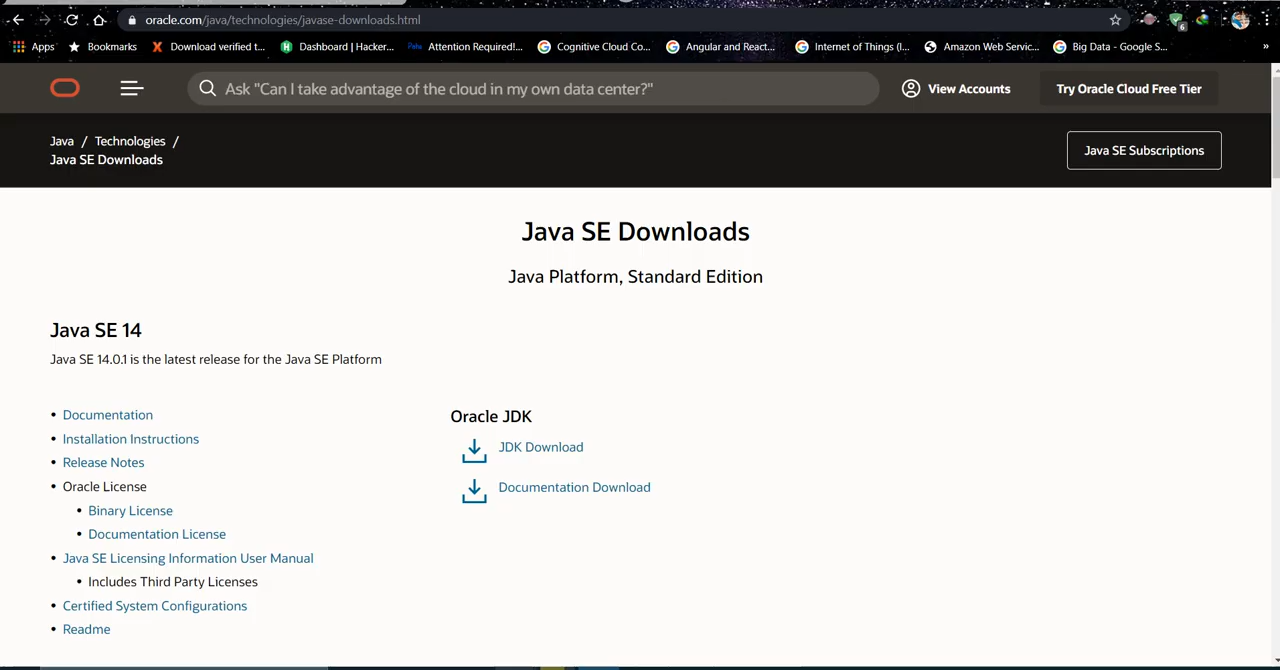 oracle.com/java/technologies/javase-downloads.html
6
Apps Bookmarks Download verified t... Dashboard | Hacker... Attention Required!... Cognitive Cloud Co... Angular and React... Internet of Things (I... Amazon Web Servic... Big Data - Google S... »
Ask "Can I take advantage of the cloud in my own data center?" View Accounts Try Oracle Cloud Free Tier
Java / Technologies /
Java SE Downloads
Java SE Subscriptions
Java SE Downloads
Java Platform, Standard Edition
Java SE 14
Java SE 14.0.1 is the latest release for the Java SE Platform
• Documentation
• Installation Instructions
• Release Notes
• Oracle License
• Binary License
• Documentation License
• Java SE Licensing Information User Manual
• Includes Third Party Licenses
• Certified System Configurations
• Readme
Oracle JDK
JDK Download
Documentation Download